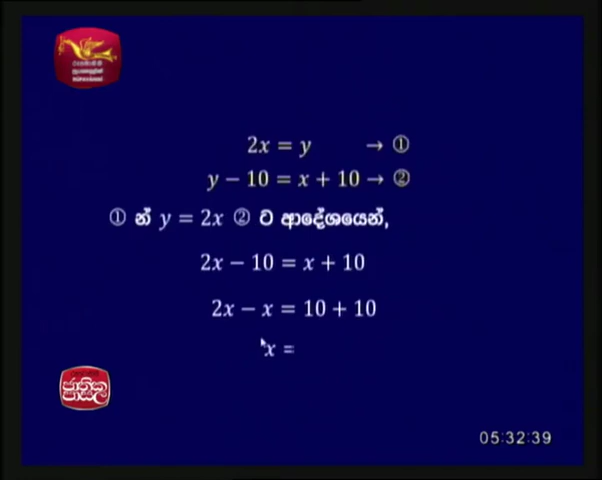 2x = y → ①
y − 10 = x + 10 → ②
① න් y = 2x ② ට ආදේශයෙන්,
2x − 10 = x + 10
2x − x = 10 + 10
x =
ජාතික
පාසල
05:32:39